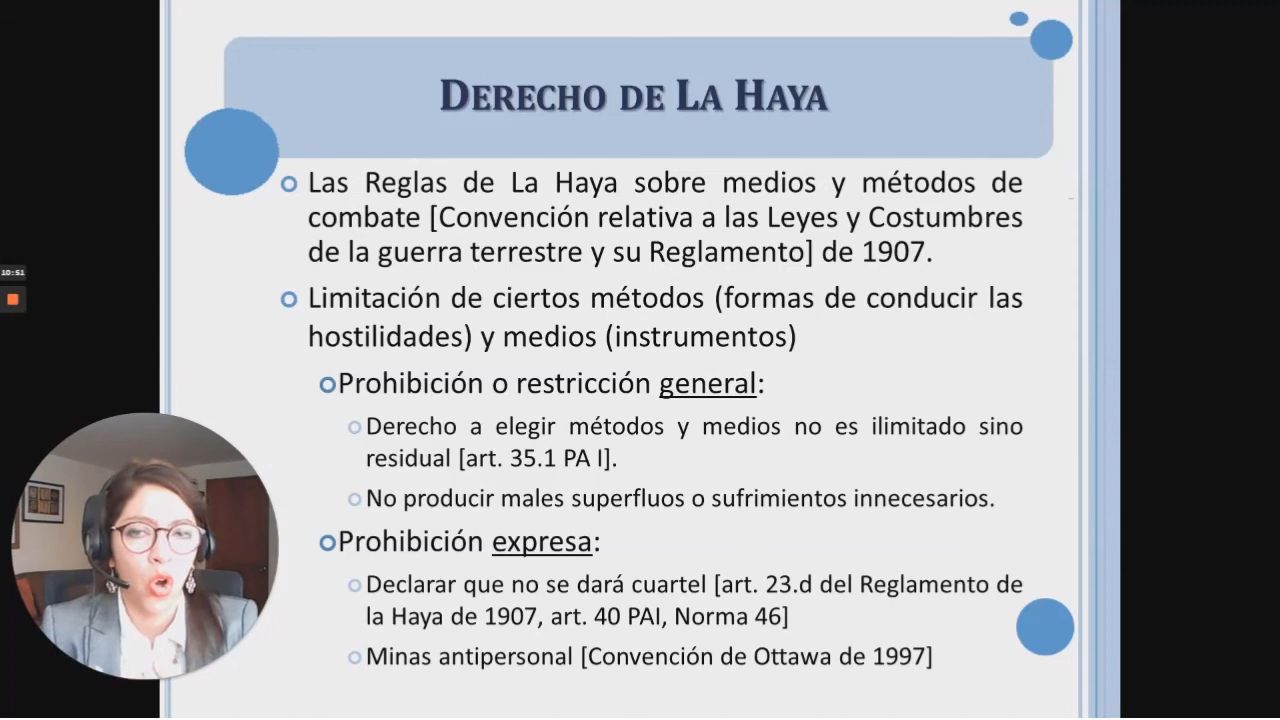 DERECHO DE LA HAYA
Las Reglas de La Haya sobre medios y métodos de
combate [Convención relativa a las Leyes y Costumbres
de la guerra terrestre y su Reglamento] de 1907.
Limitación de ciertos métodos (formas de conducir las
hostilidades) y medios (instrumentos)
Prohibición o restricción general:
Derecho a elegir métodos y medios no es ilimitado sino
residual [art. 35.1 PA I].
No producir males superfluos o sufrimientos innecesarios.
Prohibición expresa:
Declarar que no se dará cuartel [art. 23.d del Reglamento de
la Haya de 1907, art. 40 PAI, Norma 46]
Minas antipersonal [Convención de Ottawa de 1997]
10:51